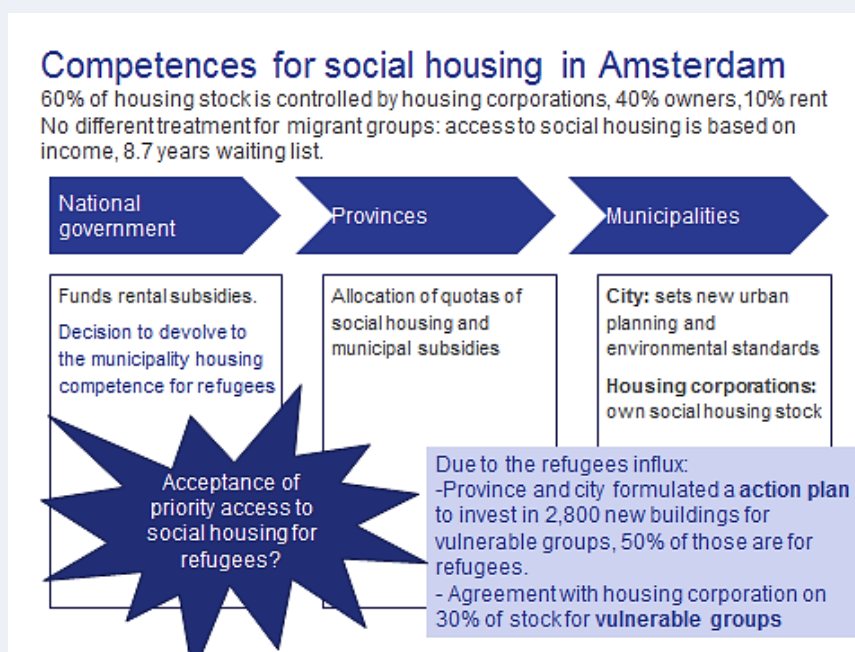 Competences for social housing in Amsterdam
60% of housing stock is controlled by housing corporations, 40% owners,10% rent
No different treatment for migrant groups: access to social housing is based on
income, 8.7 years waiting list.
National
government
Provinces
Municipalities
Funds rental subsidies.
Decision to devolve to
the municipality housing
competence for refugees
Allocation of quotas of
social housing and
municipal subsidies
City: sets new urban
planning and
environmental standards
Housing corporations:
own social housing stock
Acceptance of
priority access to
social housing for
refugees?
Due to the refugees influx:
-Province and city formulated a action plan
to invest in 2,800 new buildings for
vulnerable groups, 50% of those are for
refugees.
- Agreement with housing corporation on
30% of stock for vulnerable groups